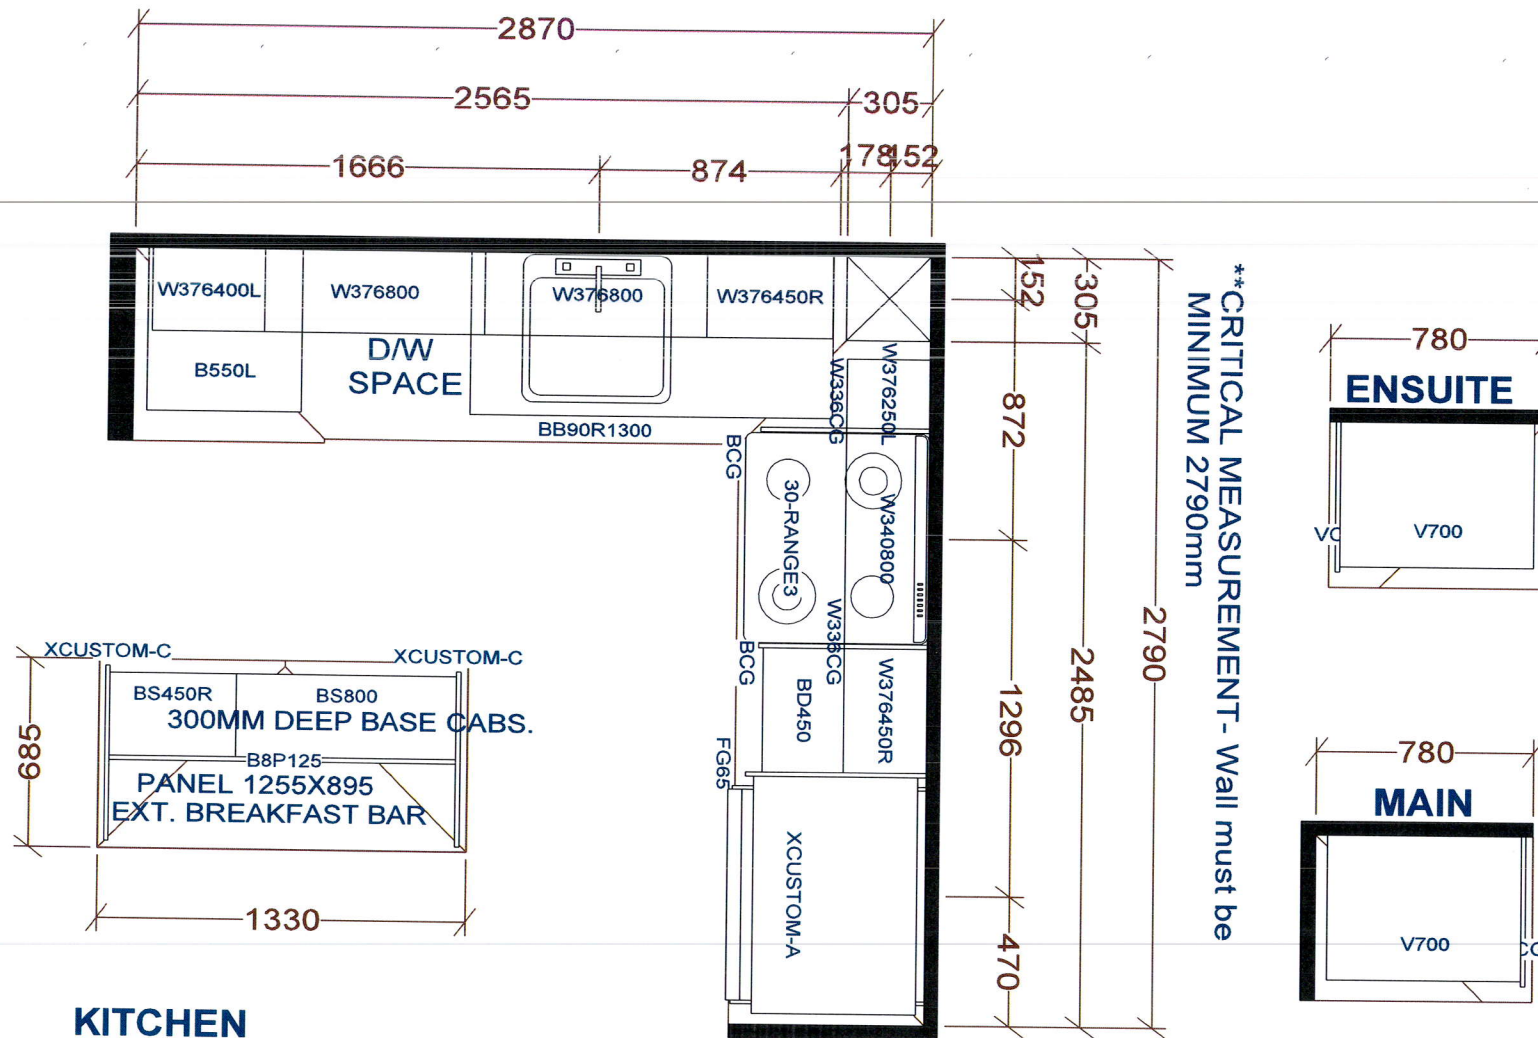 2870
2565
305
1666
874
178
152
W376400L
W376800
W376800
W376450R
B550L
D/W
SPACE
BB90R1300
W336CG
W376250L
BCG
30-RANGE3
W340800
W336CG
BCG
BD450
W376450R
FG65
XCUSTOM-A
152
305
872
1296
2485
2790
470
**CRITICAL MEASUREMENT- Wall must be
MINIMUM 2790mm
780
ENSUITE
V700
780
MAIN
V700
XCUSTOM-C
XCUSTOM-C
BS450R
BS800
300MM DEEP BASE CABS.
B8P125
PANEL 1255X895
EXT. BREAKFAST BAR
685
1330
KITCHEN